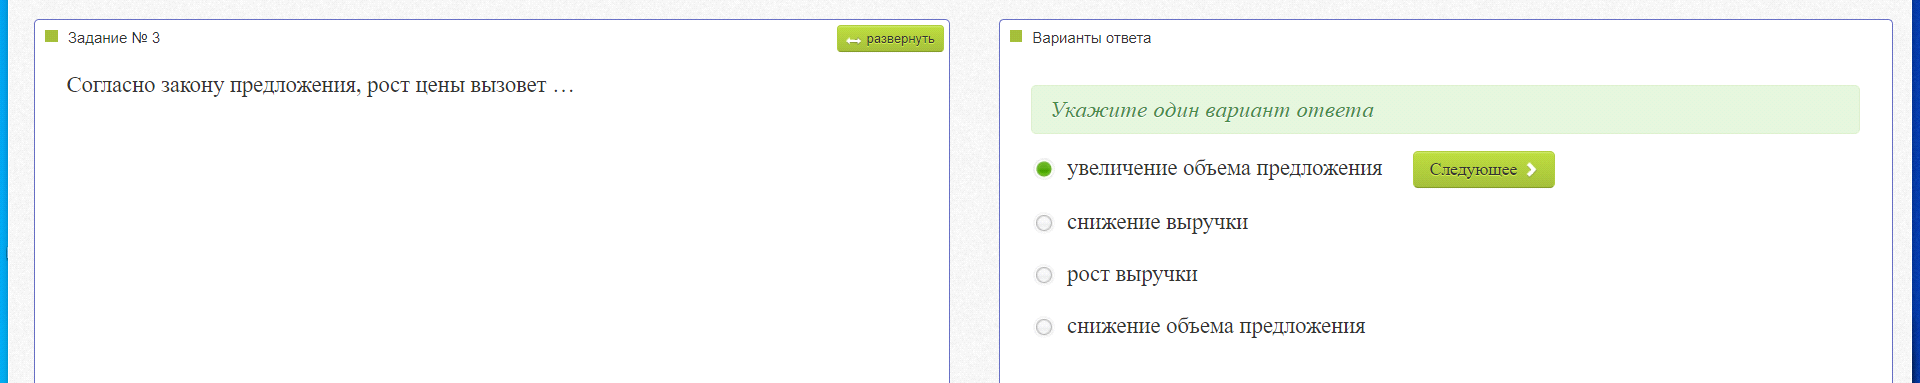 Задание № 3
развернуть
Согласно закону предложения, рост цены вызовет …
Варианты ответа
Укажите один вариант ответа
увеличение объема предложения
Следующее
снижение выручки
рост выручки
снижение объема предложения